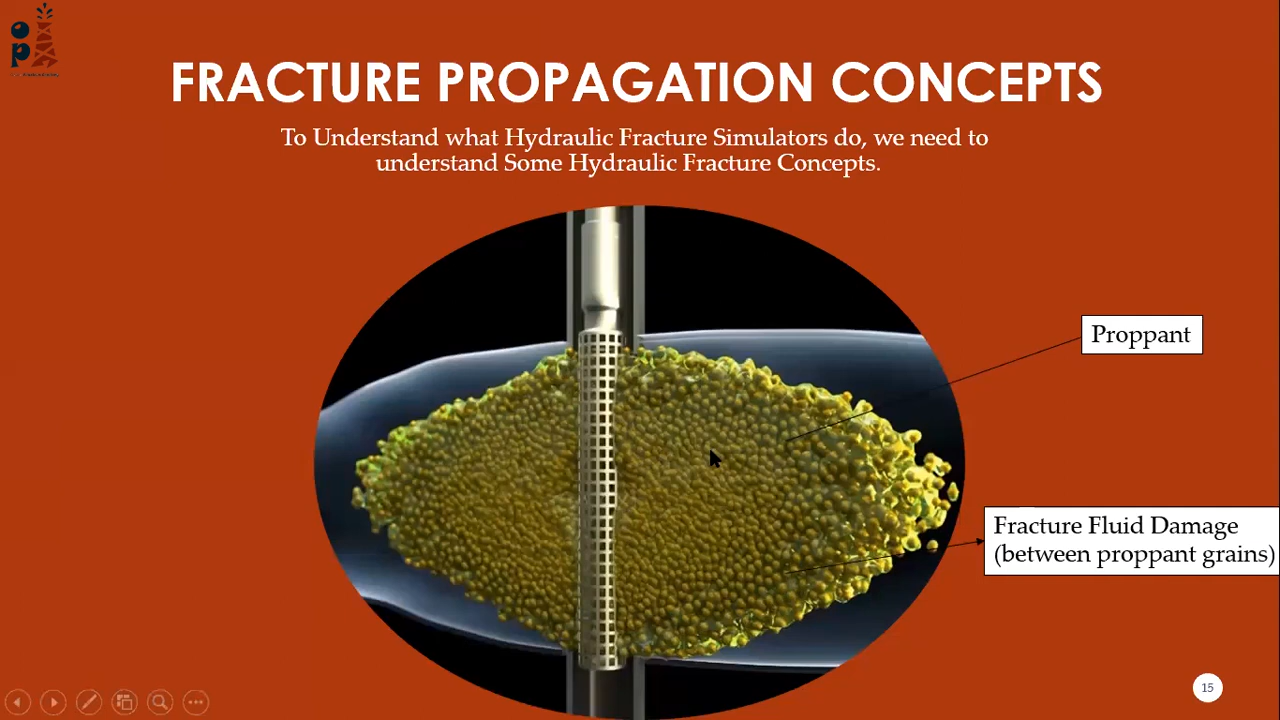 op
FRACTURE PROPAGATION CONCEPTS
To Understand what Hydraulic Fracture Simulators do, we need to
understand Some Hydraulic Fracture Concepts.
Proppant
Fracture Fluid Damage
(between proppant grains)
15